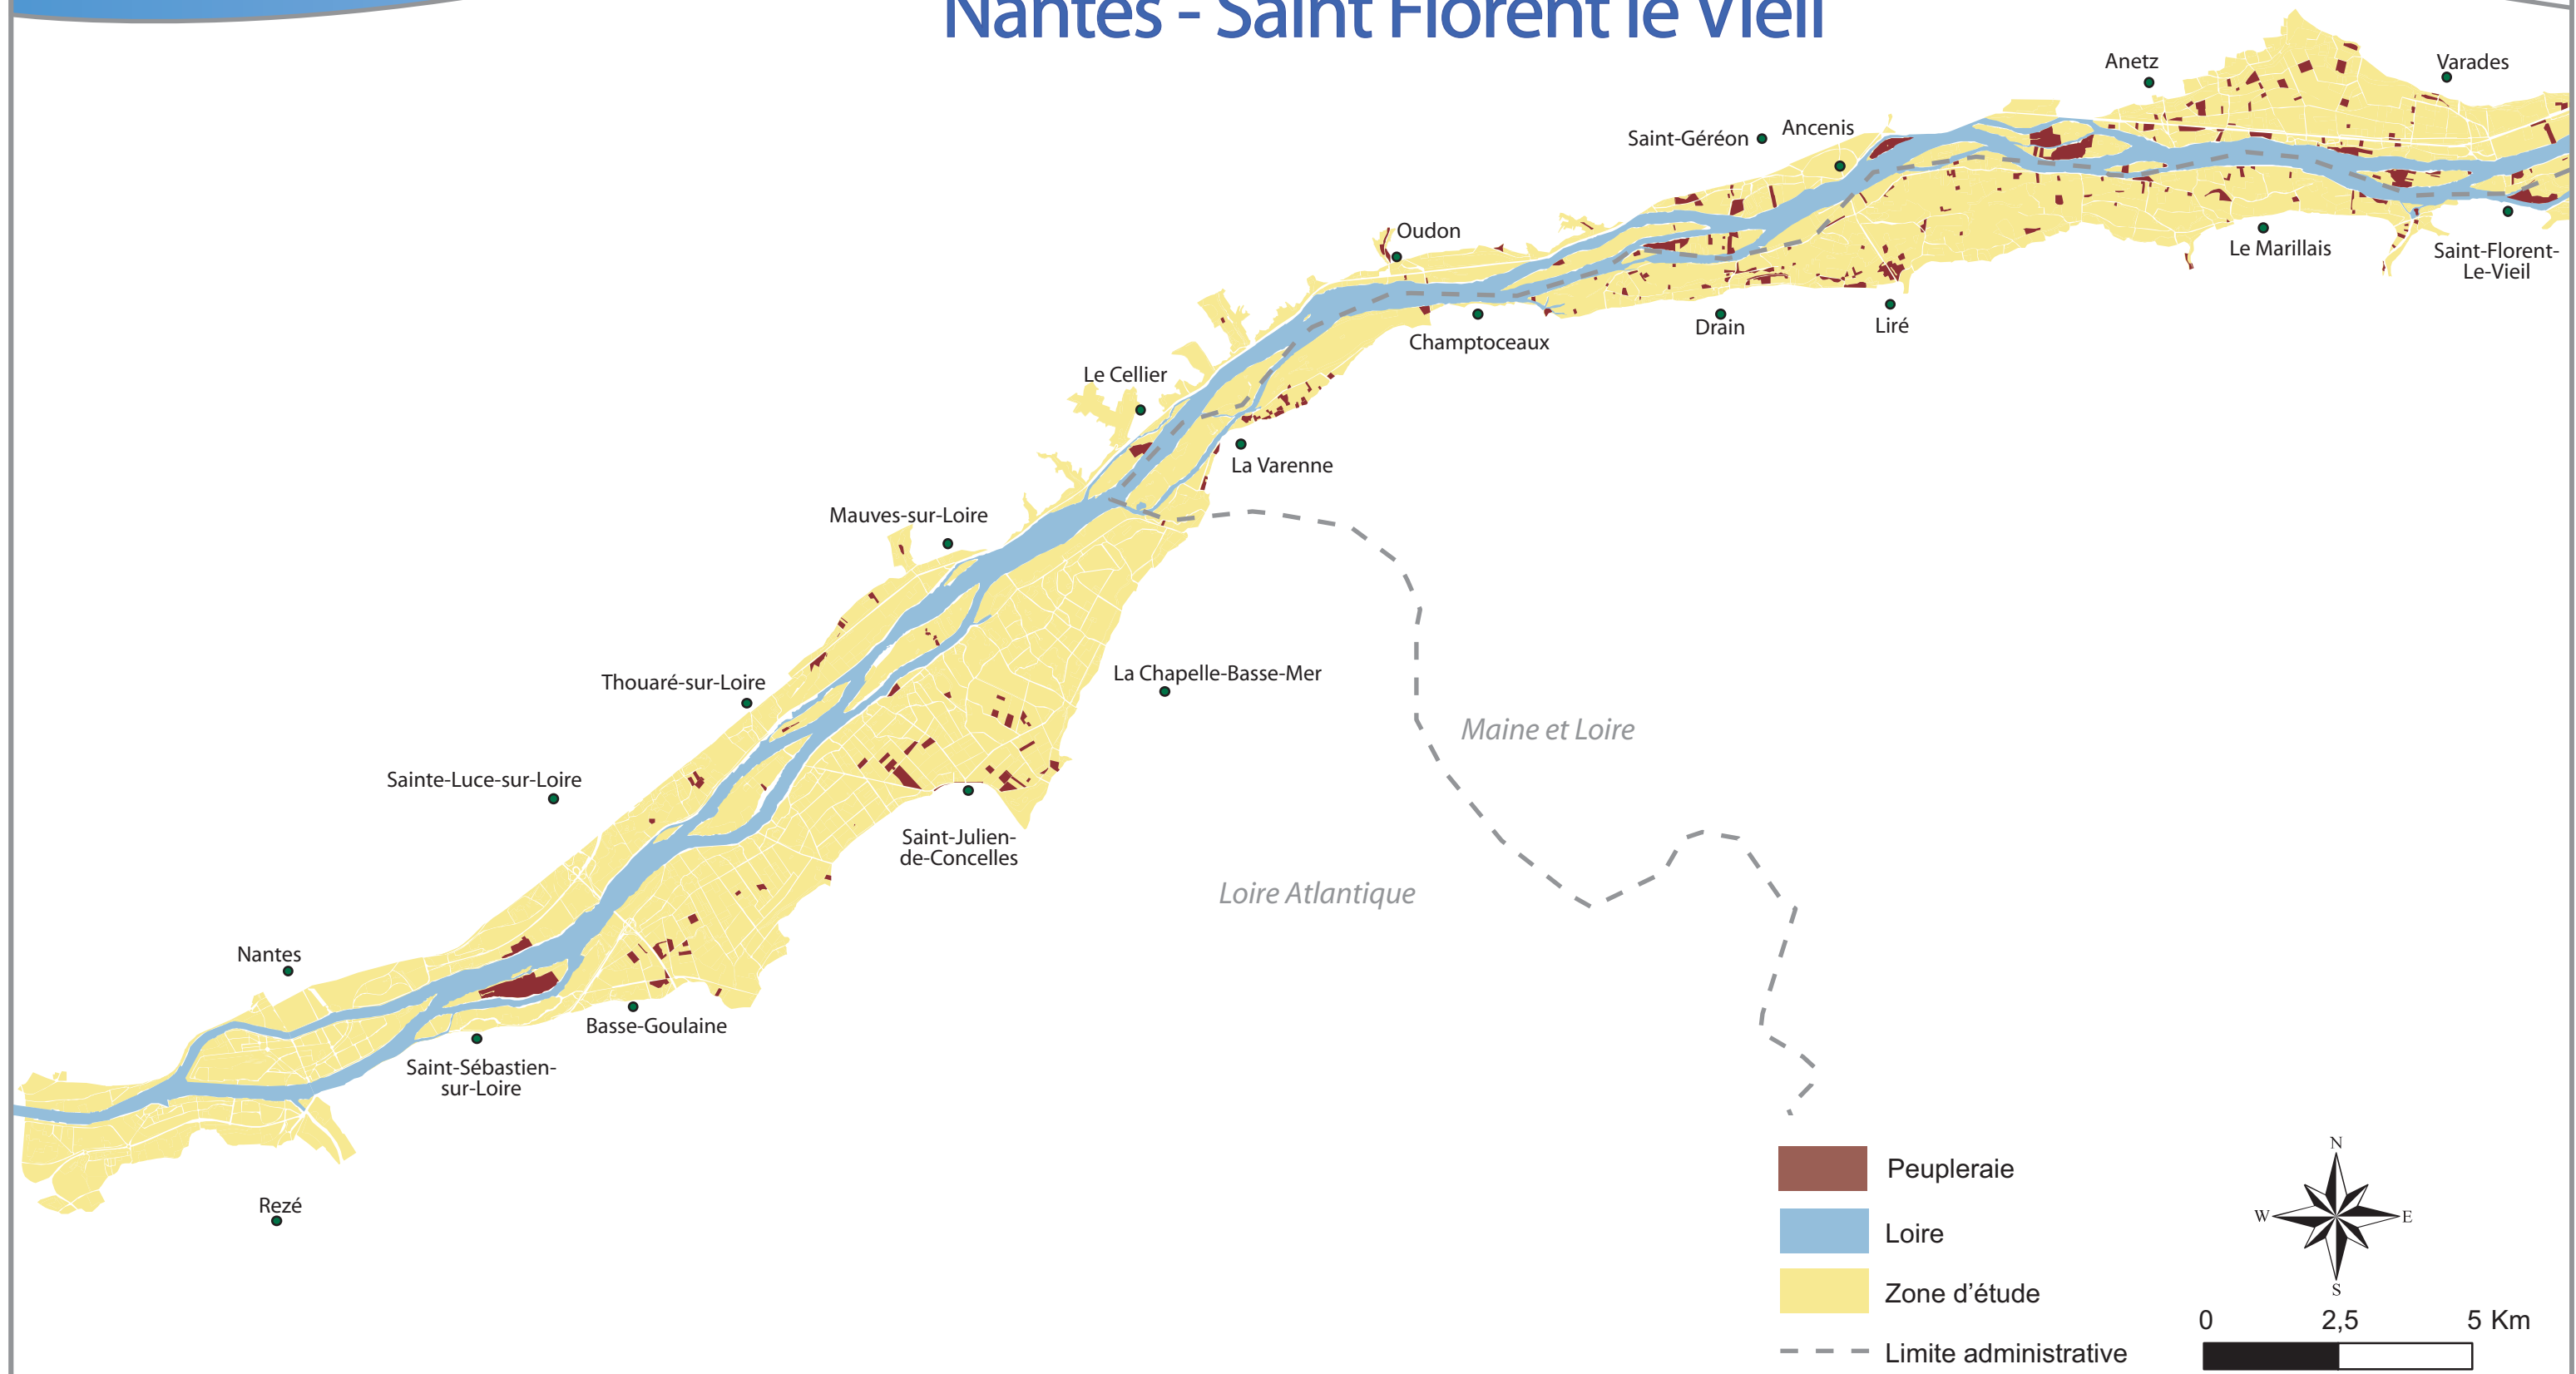 Nantes - Saint Florent le Vieil
Anetz
Varades
Saint-Géréon
Ancenis
Oudon
Le Marillais
Saint-Florent-
Le-Vieil
Champtoceaux
Drain
Liré
Le Cellier
La Varenne
Mauves-sur-Loire
Thouaré-sur-Loire
La Chapelle-Basse-Mer
Maine et Loire
Sainte-Luce-sur-Loire
Saint-Julien-
de-Concelles
Loire Atlantique
Nantes
Basse-Goulaine
Saint-Sébastien-
sur-Loire
Rezé
Peupleraie
Loire
Zone d'étude
Limite administrative
N
W
E
S
0 2,5 5 Km